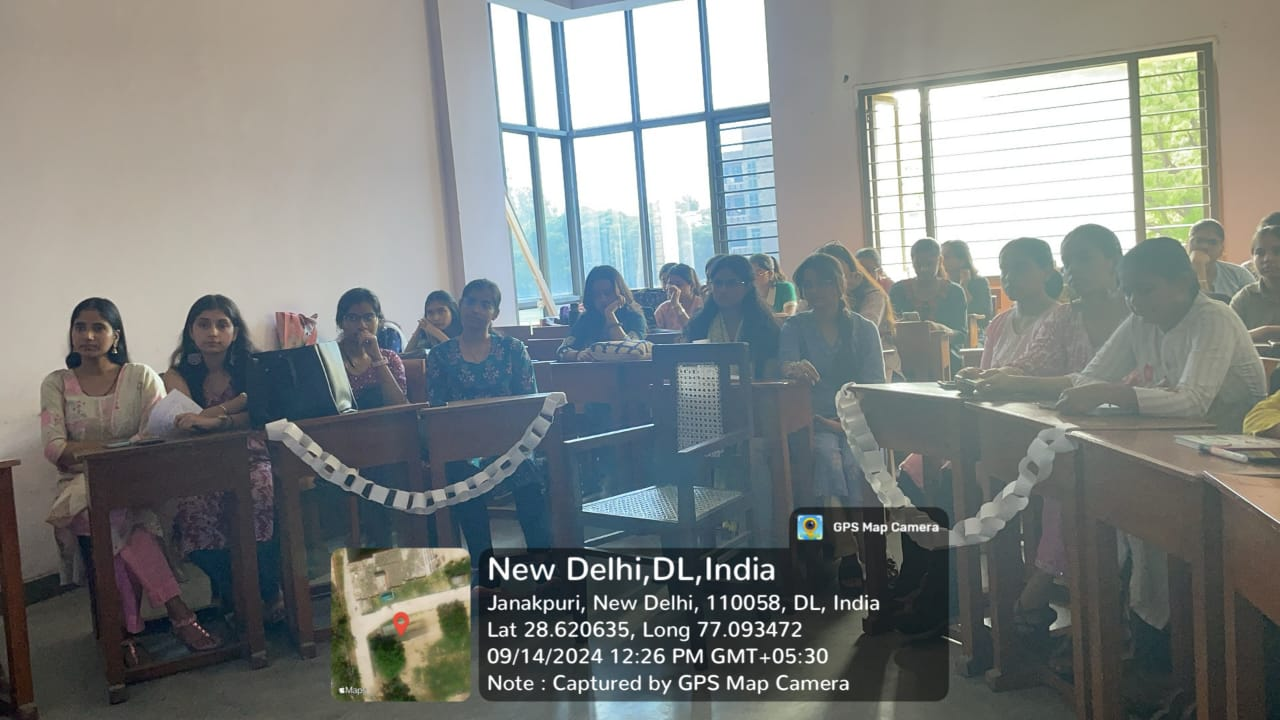 GPS Map Camera
New Delhi,DL,India
Janakpuri, New Delhi, 110058, DL, India
Lat 28.620635, Long 77.093472
09/14/2024 12:26 PM GMT+05:30
Note : Captured by GPS Map Camera
Maps